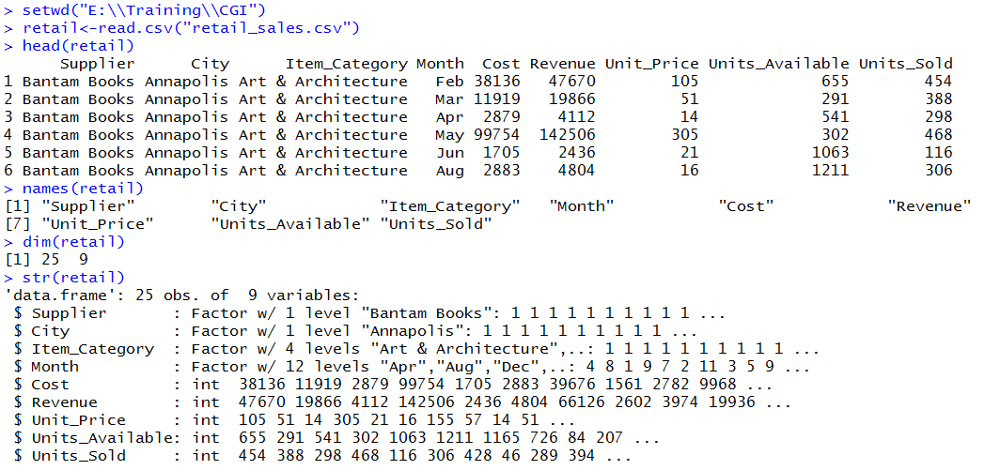 > setwd("E:\\Training\\CGI")
> retail<-read.csv("retail_sales.csv")
> head(retail)
      Supplier      City      Item_Category Month  Cost Revenue Unit_Price Units_Available Units_Sold
1 Bantam Books Annapolis Art & Architecture   Feb 38136   47670        105             655        454
2 Bantam Books Annapolis Art & Architecture   Mar 11919   19866         51             291        388
3 Bantam Books Annapolis Art & Architecture   Apr  2879    4112         14             541        298
4 Bantam Books Annapolis Art & Architecture   May 99754  142506        305             302        468
5 Bantam Books Annapolis Art & Architecture   Jun  1705    2436         21            1063        116
6 Bantam Books Annapolis Art & Architecture   Aug  2883    4804         16            1211        306
> names(retail)
[1] "Supplier"        "City"            "Item_Category"   "Month"           "Cost"            "Revenue"
[7] "Unit_Price"      "Units_Available" "Units_Sold"
> dim(retail)
[1] 25  9
> str(retail)
'data.frame': 25 obs. of  9 variables:
 $ Supplier       : Factor w/ 1 level "Bantam Books": 1 1 1 1 1 1 1 1 1 1 ...
 $ City           : Factor w/ 1 level "Annapolis": 1 1 1 1 1 1 1 1 1 1 ...
 $ Item_Category  : Factor w/ 4 levels "Art & Architecture",..: 1 1 1 1 1 1 1 1 1 1 ...
 $ Month          : Factor w/ 12 levels "Apr","Aug","Dec",..: 4 8 1 9 7 2 11 3 5 9 ...
 $ Cost           : int  38136 11919 2879 99754 1705 2883 39676 1561 2782 9968 ...
 $ Revenue        : int  47670 19866 4112 142506 2436 4804 66126 2602 3974 19936 ...
 $ Unit_Price     : int  105 51 14 305 21 16 155 57 14 51 ...
 $ Units_Available: int  655 291 541 302 1063 1211 1165 726 84 207 ...
 $ Units_Sold     : int  454 388 298 468 116 306 428 46 289 394 ...